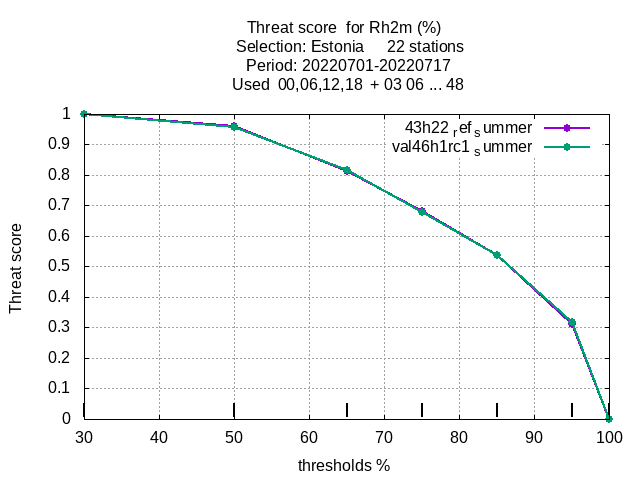 Threat score  for Rh2m (%)
Selection: Estonia     22 stations
Period: 20220701-20220717
Used  00,06,12,18  + 03 06 ... 48
43h22 ref summer
val46h1rc1 summer
Threat score
1
0.9
0.8
0.7
0.6
0.5
0.4
0.3
0.2
0.1
0
30 40 50 60 70 80 90 100
thresholds %